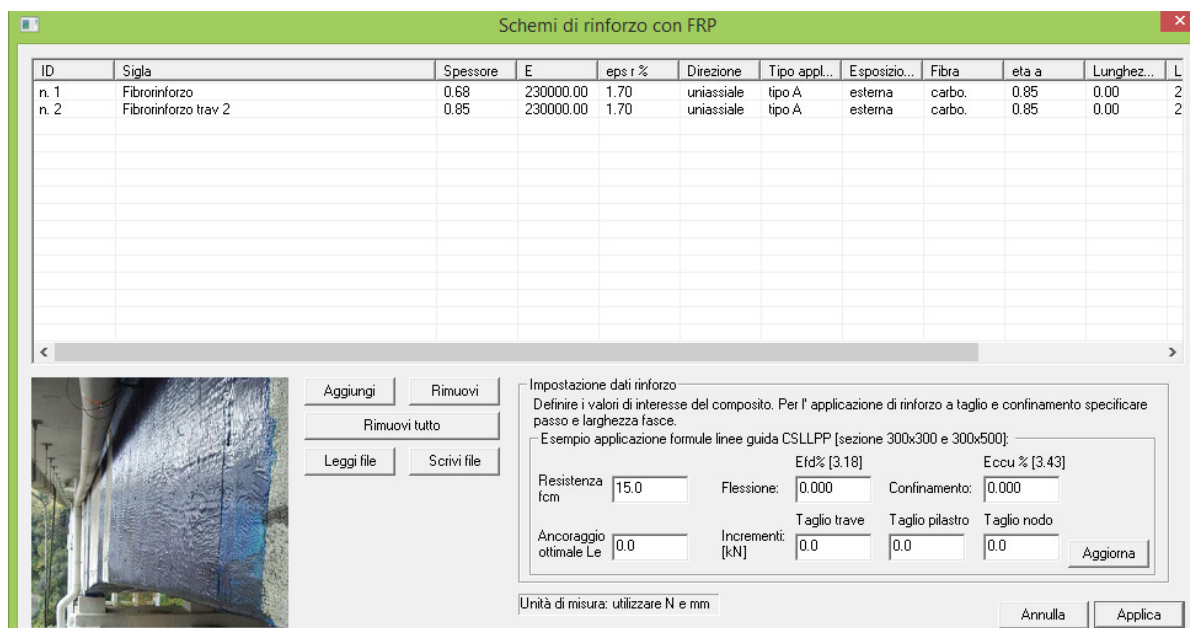 Schemi di rinforzo con FRP
ID Sigla Spessore E eps r % Direzione Tipo appl... Esposizio... Fibra eta a Lunghez... L
n. 1 Fibrorinforzo 0.68 230000.00 1.70 uniassiale tipo A esterna carbo. 0.85 0.00 2
n. 2 Fibrorinforzo trav 2 0.85 230000.00 1.70 uniassiale tipo A esterna carbo. 0.85 0.00 2
Aggiungi Rimuovi
Rimuovi tutto
Leggi file Scrivi file
Impostazione dati rinforzo
Definire i valori di interesse del composito. Per l' applicazione di rinforzo a taglio e confinamento specificare
passo e larghezza fasce.
Esempio applicazione formule linee guida CSLLPP [sezione 300x300 e 300x500]:
Efd% [3.18] Eccu % [3.43]
Resistenza
fcm 15.0 Flessione: 0.000 Confinamento: 0.000
Taglio trave Taglio pilastro Taglio nodo
Ancoraggio
ottimale Le 0.0 Incrementi:
[kN] 0.0 0.0 0.0 Aggiorna
Unità di misura: utilizzare N e mm
Annulla Applica